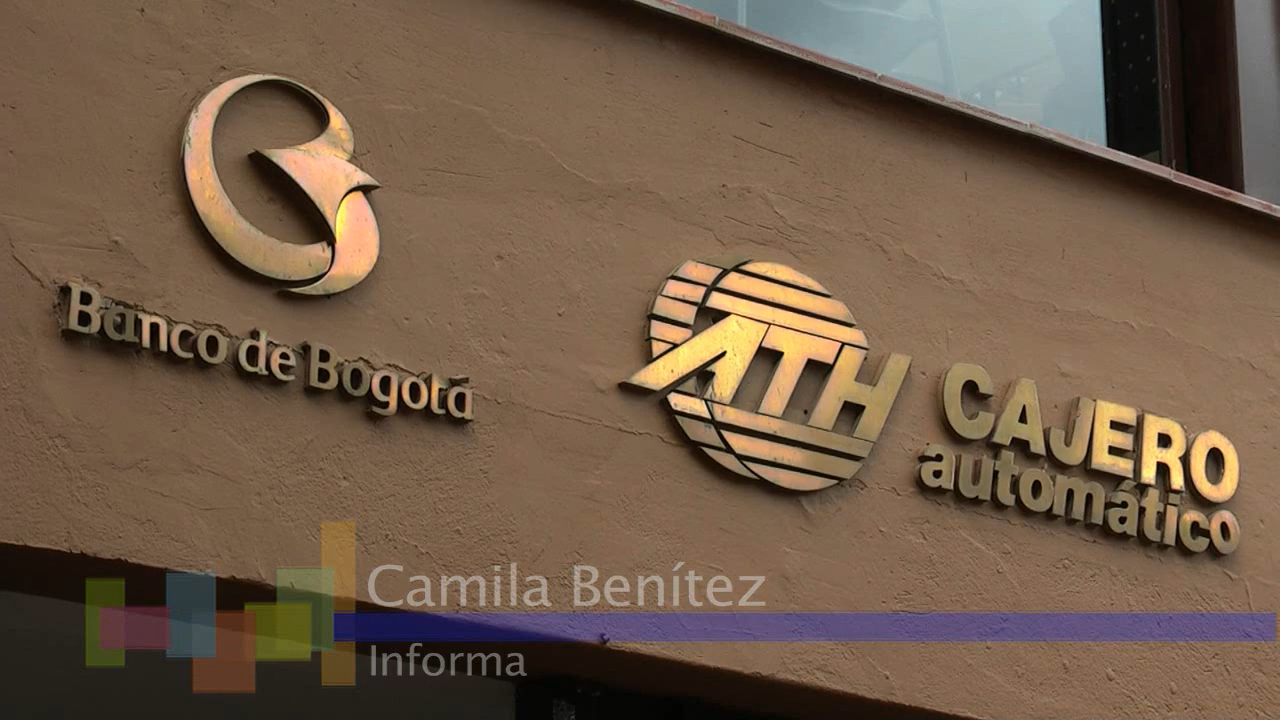 Banco de Bogotá
ATH
CAJERO
automático
Camila Benítez
Informa